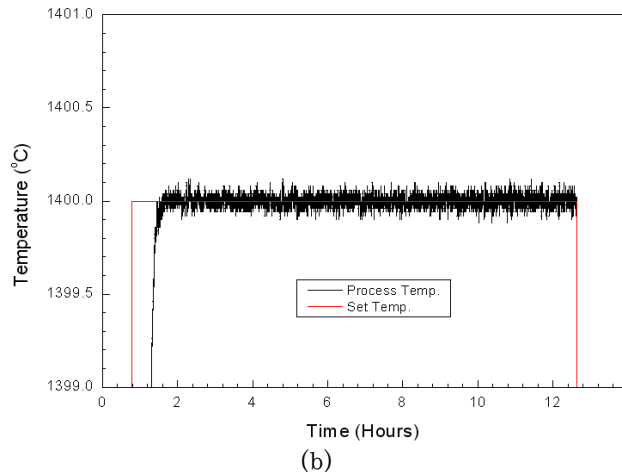 1401.0
1400.5
1400.0
1399.5
1399.0
Temperature (°C)
Process Temp.
Set Temp.
0 2 4 6 8 10 12
Time (Hours)
(b)